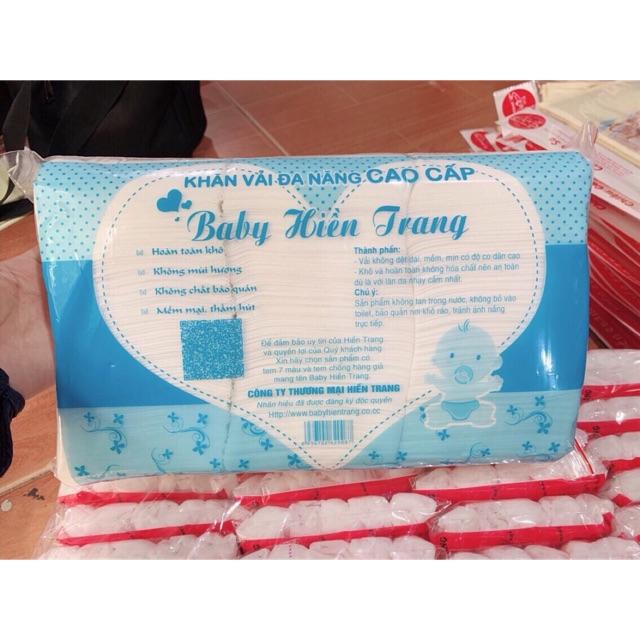 KHĂN VẢI ĐA NĂNG CAO CẤP
Baby Hiền Trang
Hoàn toàn khô
Không mùi hương
Không chất bảo quản
Mềm mại, thấm hút
Thành phần:
- Vải không dệt dai, mềm, mịn có độ co dãn cao
- Khô và hoàn toàn không hóa chất nên an toàn
dù là với làn da nhạy cảm nhất.
Chú ý:
Sản phẩm không tan trong nước, không bỏ vào
toilet, bảo quản nơi khô ráo, tránh ánh nắng
trực tiếp.
Để đảm bảo uy tín của Hiền Trang
và quyền lợi của Quý khách hàng
Xin hãy chọn sản phẩm có
tem 7 màu và tem chống hàng giả
mang tên Baby Hiền Trang.
CÔNG TY THƯƠNG MẠI HIỀN TRANG
Nhãn hiệu đã được đăng ký độc quyền
Http://www.babyhientrang.co.cc